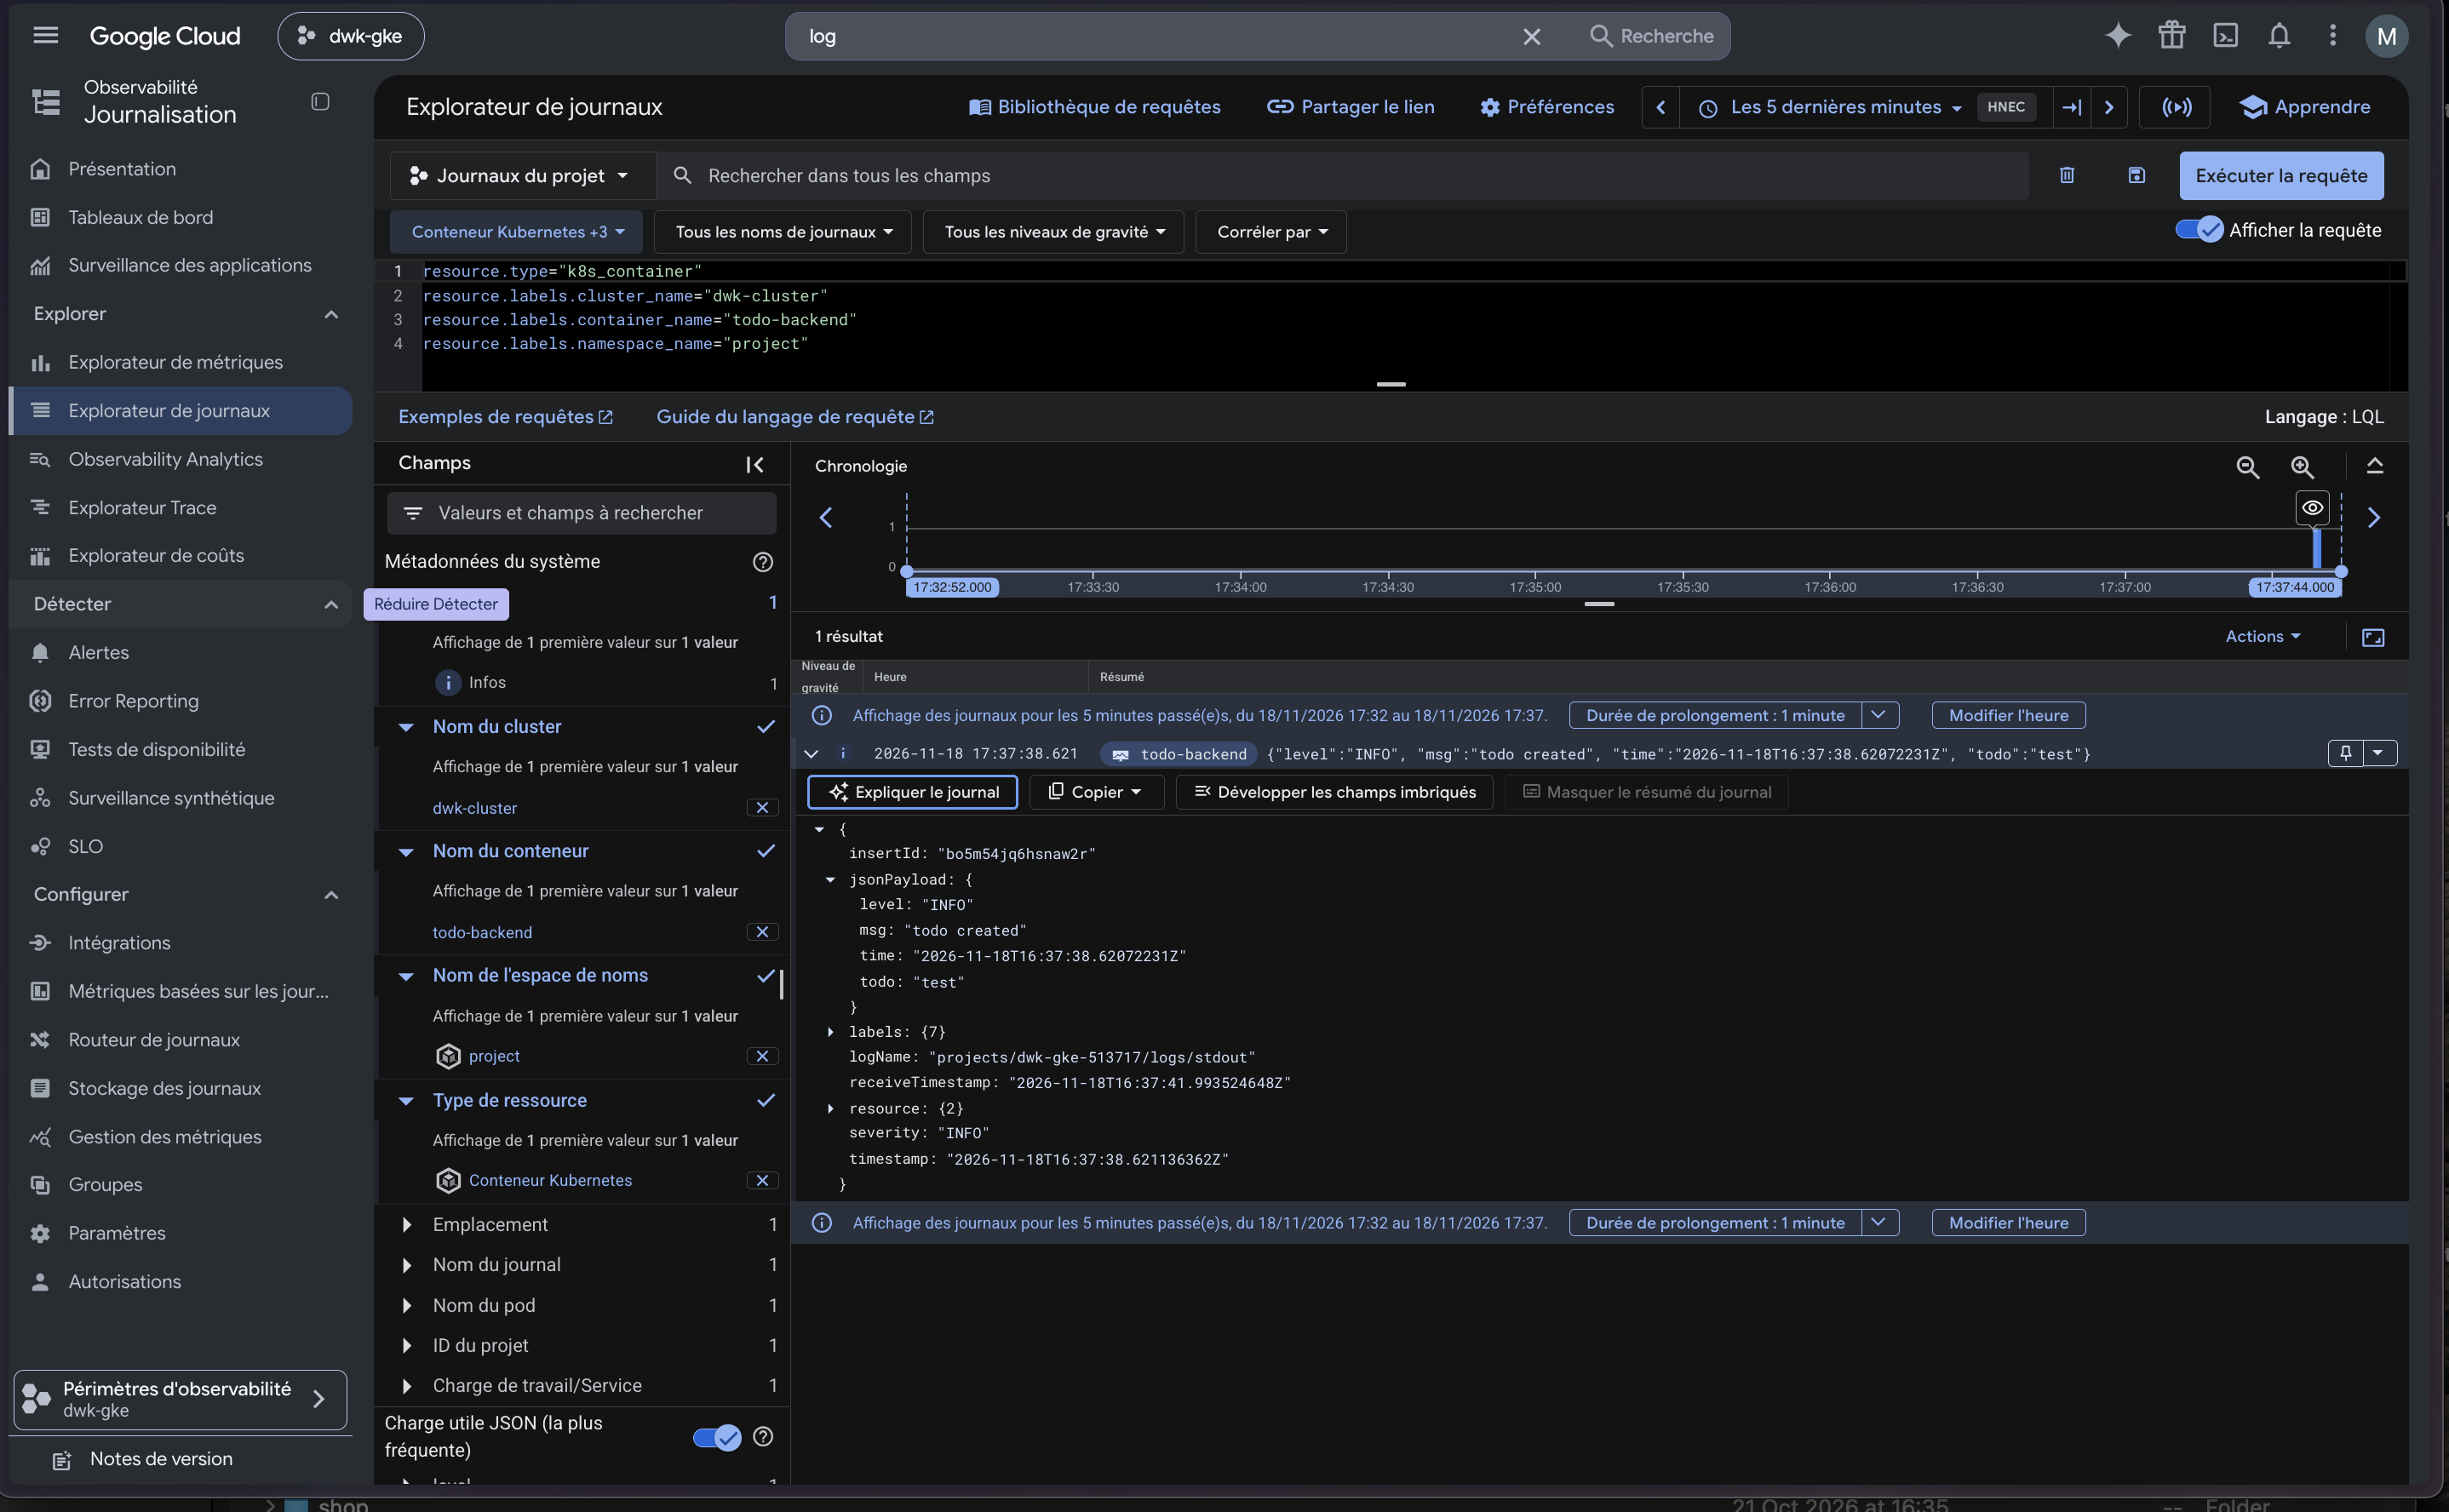 Google Cloud
dwk-gke
log
Recherche
M
Observabilité
Journalisation
Présentation
Tableaux de bord
Surveillance des applications
Explorer
Explorateur de métriques
Explorateur de journaux
Observability Analytics
Explorateur Trace
Explorateur de coûts
Détecter
Réduire Détecter
Alertes
Error Reporting
Tests de disponibilité
Surveillance synthétique
SLO
Configurer
Intégrations
Métriques basées sur les jour...
Routeur de journaux
Stockage des journaux
Gestion des métriques
Groupes
Paramètres
Autorisations
Périmètres d'observabilité
dwk-gke
Notes de version
Explorateur de journaux
Bibliothèque de requêtes
Partager le lien
Préférences
Les 5 dernières minutes
HNEC
Apprendre
Journaux du projet
Rechercher dans tous les champs
Exécuter la requête
Conteneur Kubernetes +3
Tous les noms de journaux
Tous les niveaux de gravité
Corréler par
Afficher la requête
1 resource.type="k8s_container"
2 resource.labels.cluster_name="dwk-cluster"
3 resource.labels.container_name="todo-backend"
4 resource.labels.namespace_name="project"
Exemples de requêtes
Guide du langage de requête
Langage : LQL
Champs
Valeurs et champs à rechercher
Métadonnées du système
1
Affichage de 1 première valeur sur 1 valeur
Infos 1
Nom du cluster
Affichage de 1 première valeur sur 1 valeur
dwk-cluster
Nom du conteneur
Affichage de 1 première valeur sur 1 valeur
todo-backend
Nom de l'espace de noms
Affichage de 1 première valeur sur 1 valeur
project
Type de ressource
Affichage de 1 première valeur sur 1 valeur
Conteneur Kubernetes
Emplacement 1
Nom du journal 1
Nom du pod 1
ID du projet 1
Charge de travail/Service 1
Charge utile JSON (la plus
fréquente)
level 1
Chronologie
1
0
17:32:52.000 17:33:30 17:34:00 17:34:30 17:35:00 17:35:30 17:36:00 17:36:30 17:37:00 17:37:44.000
1 résultat
Actions
Niveau de
gravité
Heure
Résumé
Affichage des journaux pour les 5 minutes passé(e)s, du 18/11/2026 17:32 au 18/11/2026 17:37.
Durée de prolongement : 1 minute
Modifier l'heure
2026-11-18 17:37:38.621 todo-backend {"level":"INFO", "msg":"todo created", "time":"2026-11-18T16:37:38.62072231Z", "todo":"test"}
Expliquer le journal
Copier
Développer les champs imbriqués
Masquer le résumé du journal
{
insertId: "bo5m54jq6hsnaw2r"
jsonPayload: {
level: "INFO"
msg: "todo created"
time: "2026-11-18T16:37:38.62072231Z"
todo: "test"
}
labels: {7}
logName: "projects/dwk-gke-513717/logs/stdout"
receiveTimestamp: "2026-11-18T16:37:41.993524648Z"
resource: {2}
severity: "INFO"
timestamp: "2026-11-18T16:37:38.621136362Z"
}
Affichage des journaux pour les 5 minutes passé(e)s, du 18/11/2026 17:32 au 18/11/2026 17:37.
Durée de prolongement : 1 minute
Modifier l'heure
shop
21 Oct 2026 at 16:35
-- Folder